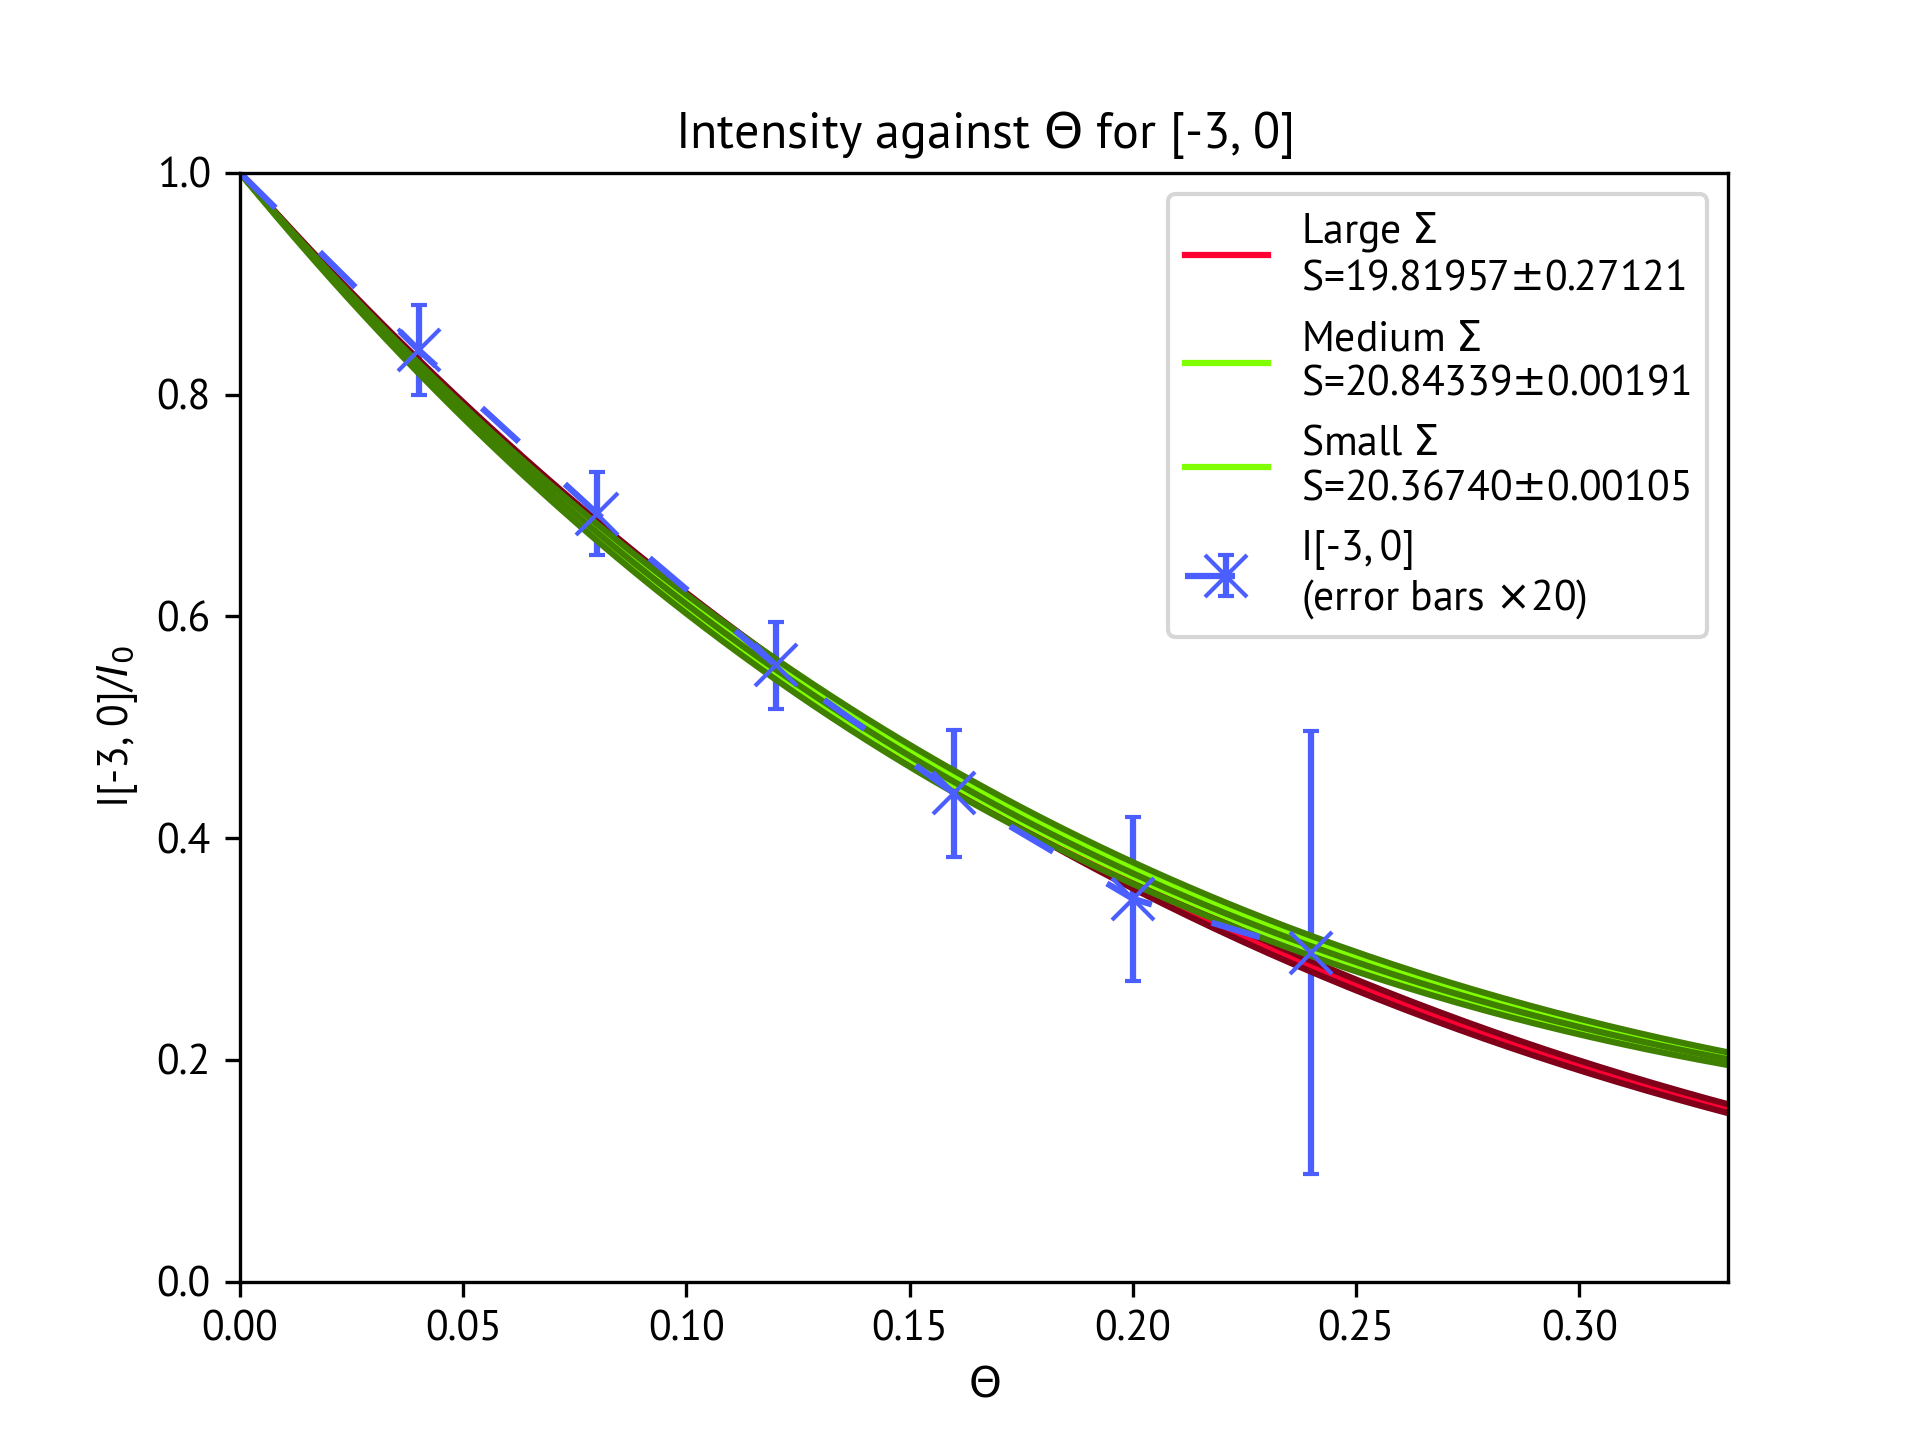 Intensity against Θ for [-3, 0]
1.0
0.8
0.6
0.4
0.2
0.0
I[-3, 0]/I₀
0.00 0.05 0.10 0.15 0.20 0.25 0.30
Θ
Large Σ
S=19.81957±0.27121
Medium Σ
S=20.84339±0.00191
Small Σ
S=20.36740±0.00105
I[-3, 0]
(error bars ×20)